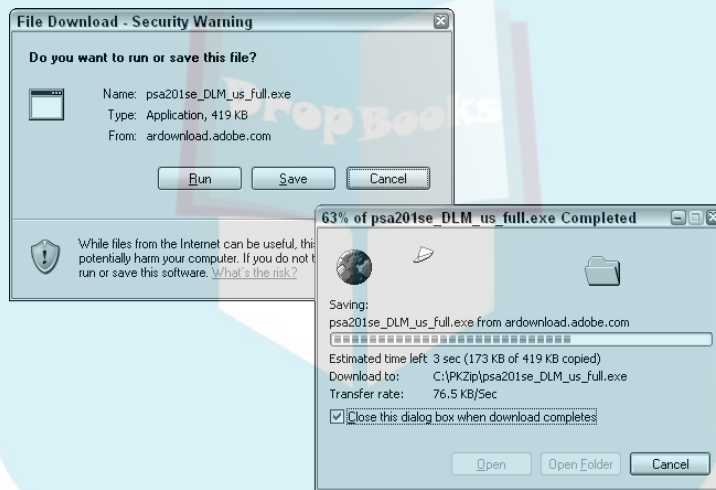 File Download - Security Warning
Do you want to run or save this file?
Name: psa201se_DLM_us_full.exe
Type: Application, 419 KB
From: ardownload.adobe.com
Run Save Cancel
While files from the Internet can be useful, this
potentially harm your computer. If you do not t
run or save this software. What's the risk?
DropBooks
63% of psa201se_DLM_us_full.exe Completed
Saving:
psa201se_DLM_us_full.exe from ardownload.adobe.com
Estimated time left 3 sec (173 KB of 419 KB copied)
Download to: C:\PKZip\psa201se_DLM_us_full.exe
Transfer rate: 76.5 KB/Sec
Close this dialog box when download completes
Open Open Folder Cancel